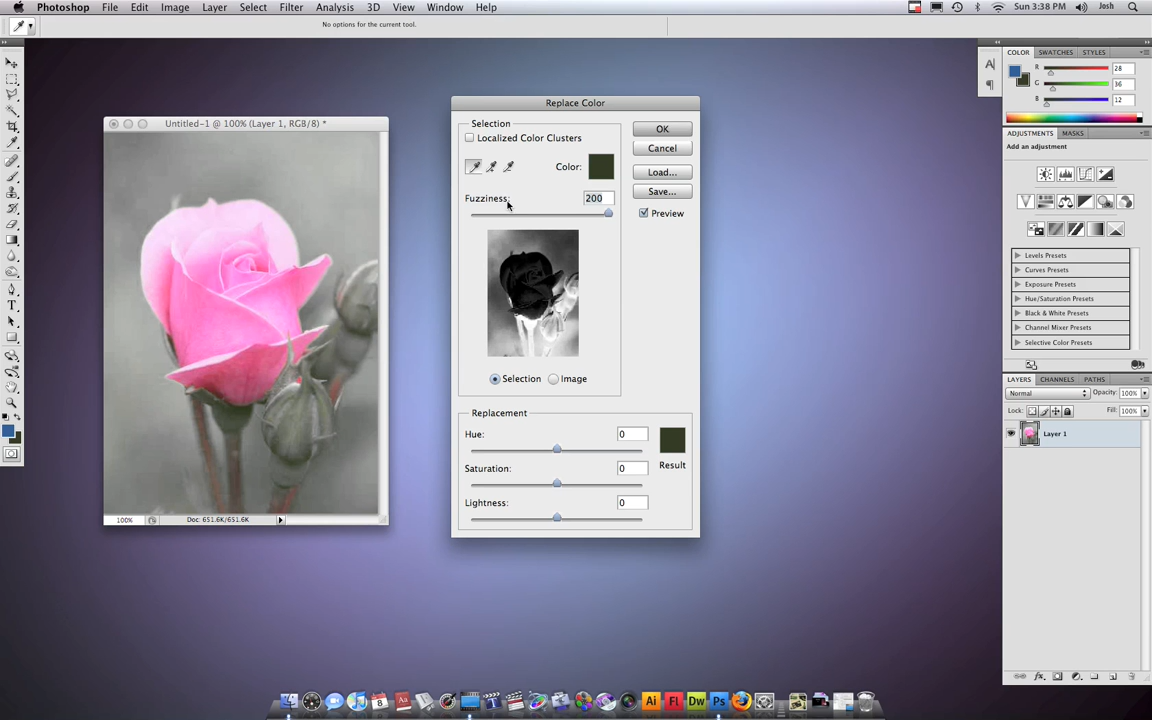 Photoshop File Edit Image Layer Select Filter Analysis 3D View Window Help Sun 3:38 PM Josh
No options for the current tool.
COLOR SWATCHES STYLES
R 28
G 36
B 12
ADJUSTMENTS MASKS
Add an adjustment
Levels Presets
Curves Presets
Exposure Presets
Hue/Saturation Presets
Black & White Presets
Channel Mixer Presets
Selective Color Presets
LAYERS CHANNELS PATHS
Normal Opacity: 100%
Lock: Fill: 100%
Layer 1
Untitled-1 @ 100% (Layer 1, RGB/8) *
100% Doc: 651.6K/651.6K
Replace Color
Selection
Localized Color Clusters
Color:
Fuzziness: 200
Selection Image
OK
Cancel
Load...
Save...
Preview
Replacement
Hue: 0
Saturation: 0
Lightness: 0
Result
8
T
Ai Fl Dw Ps